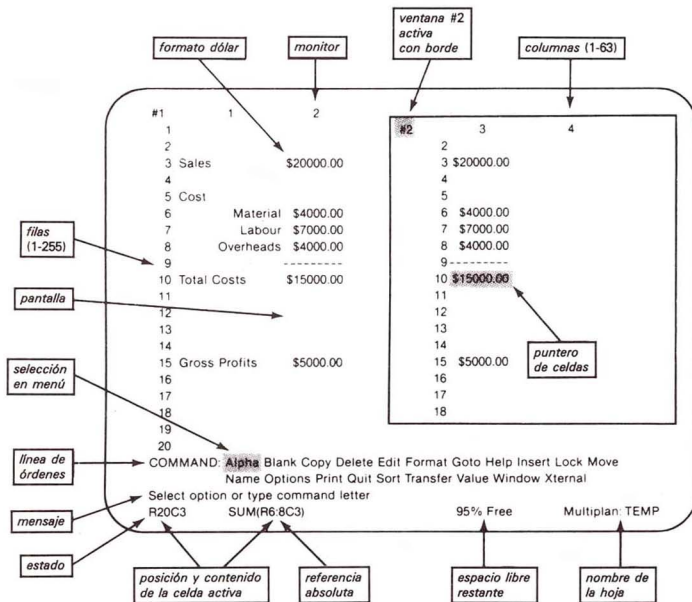 formato dólar
monitor
ventana #2
activa
con borde
columnas (1-63)
#1 1 2
1
2
3 Sales $20000.00
4
5 Cost
6 Material $4000.00
7 Labour $7000.00
8 Overheads $4000.00
9 ---------
10 Total Costs $15000.00
11
12
13
14
15 Gross Profits $5000.00
16
17
18
19
20
#2 3 4
2
3 $20000.00
4
5
6 $4000.00
7 $7000.00
8 $4000.00
9 ---------
10 $15000.00
11
12
13
14
15 $5000.00
16
17
18
filas
(1-255)
pantalla
puntero
de celdas
selección
en menú
línea de
órdenes
COMMAND: Alpha Blank Copy Delete Edit Format Goto Help Insert Lock Move
Name Options Print Quit Sort Transfer Value Window Xternal
mensaje
Select option or type command letter
R20C3 SUM(R6:8C3) 95% Free Multiplan: TEMP
estado
posición y contenido
de la celda activa
referencia
absoluta
espacio libre
restante
nombre de
la hoja